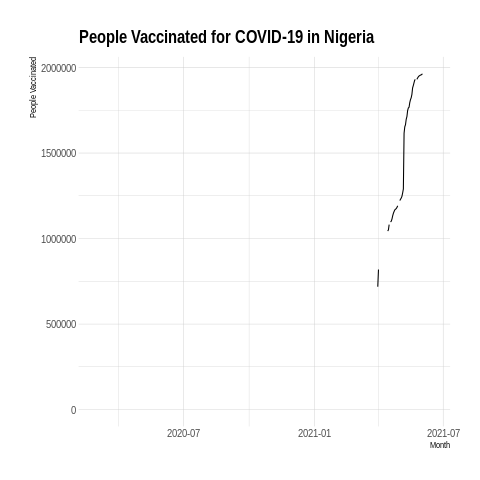 People Vaccinated for COVID-19 in Nigeria
People Vaccinated
2000000
1500000
1000000
500000
0
2020-07
2021-01
2021-07
Month